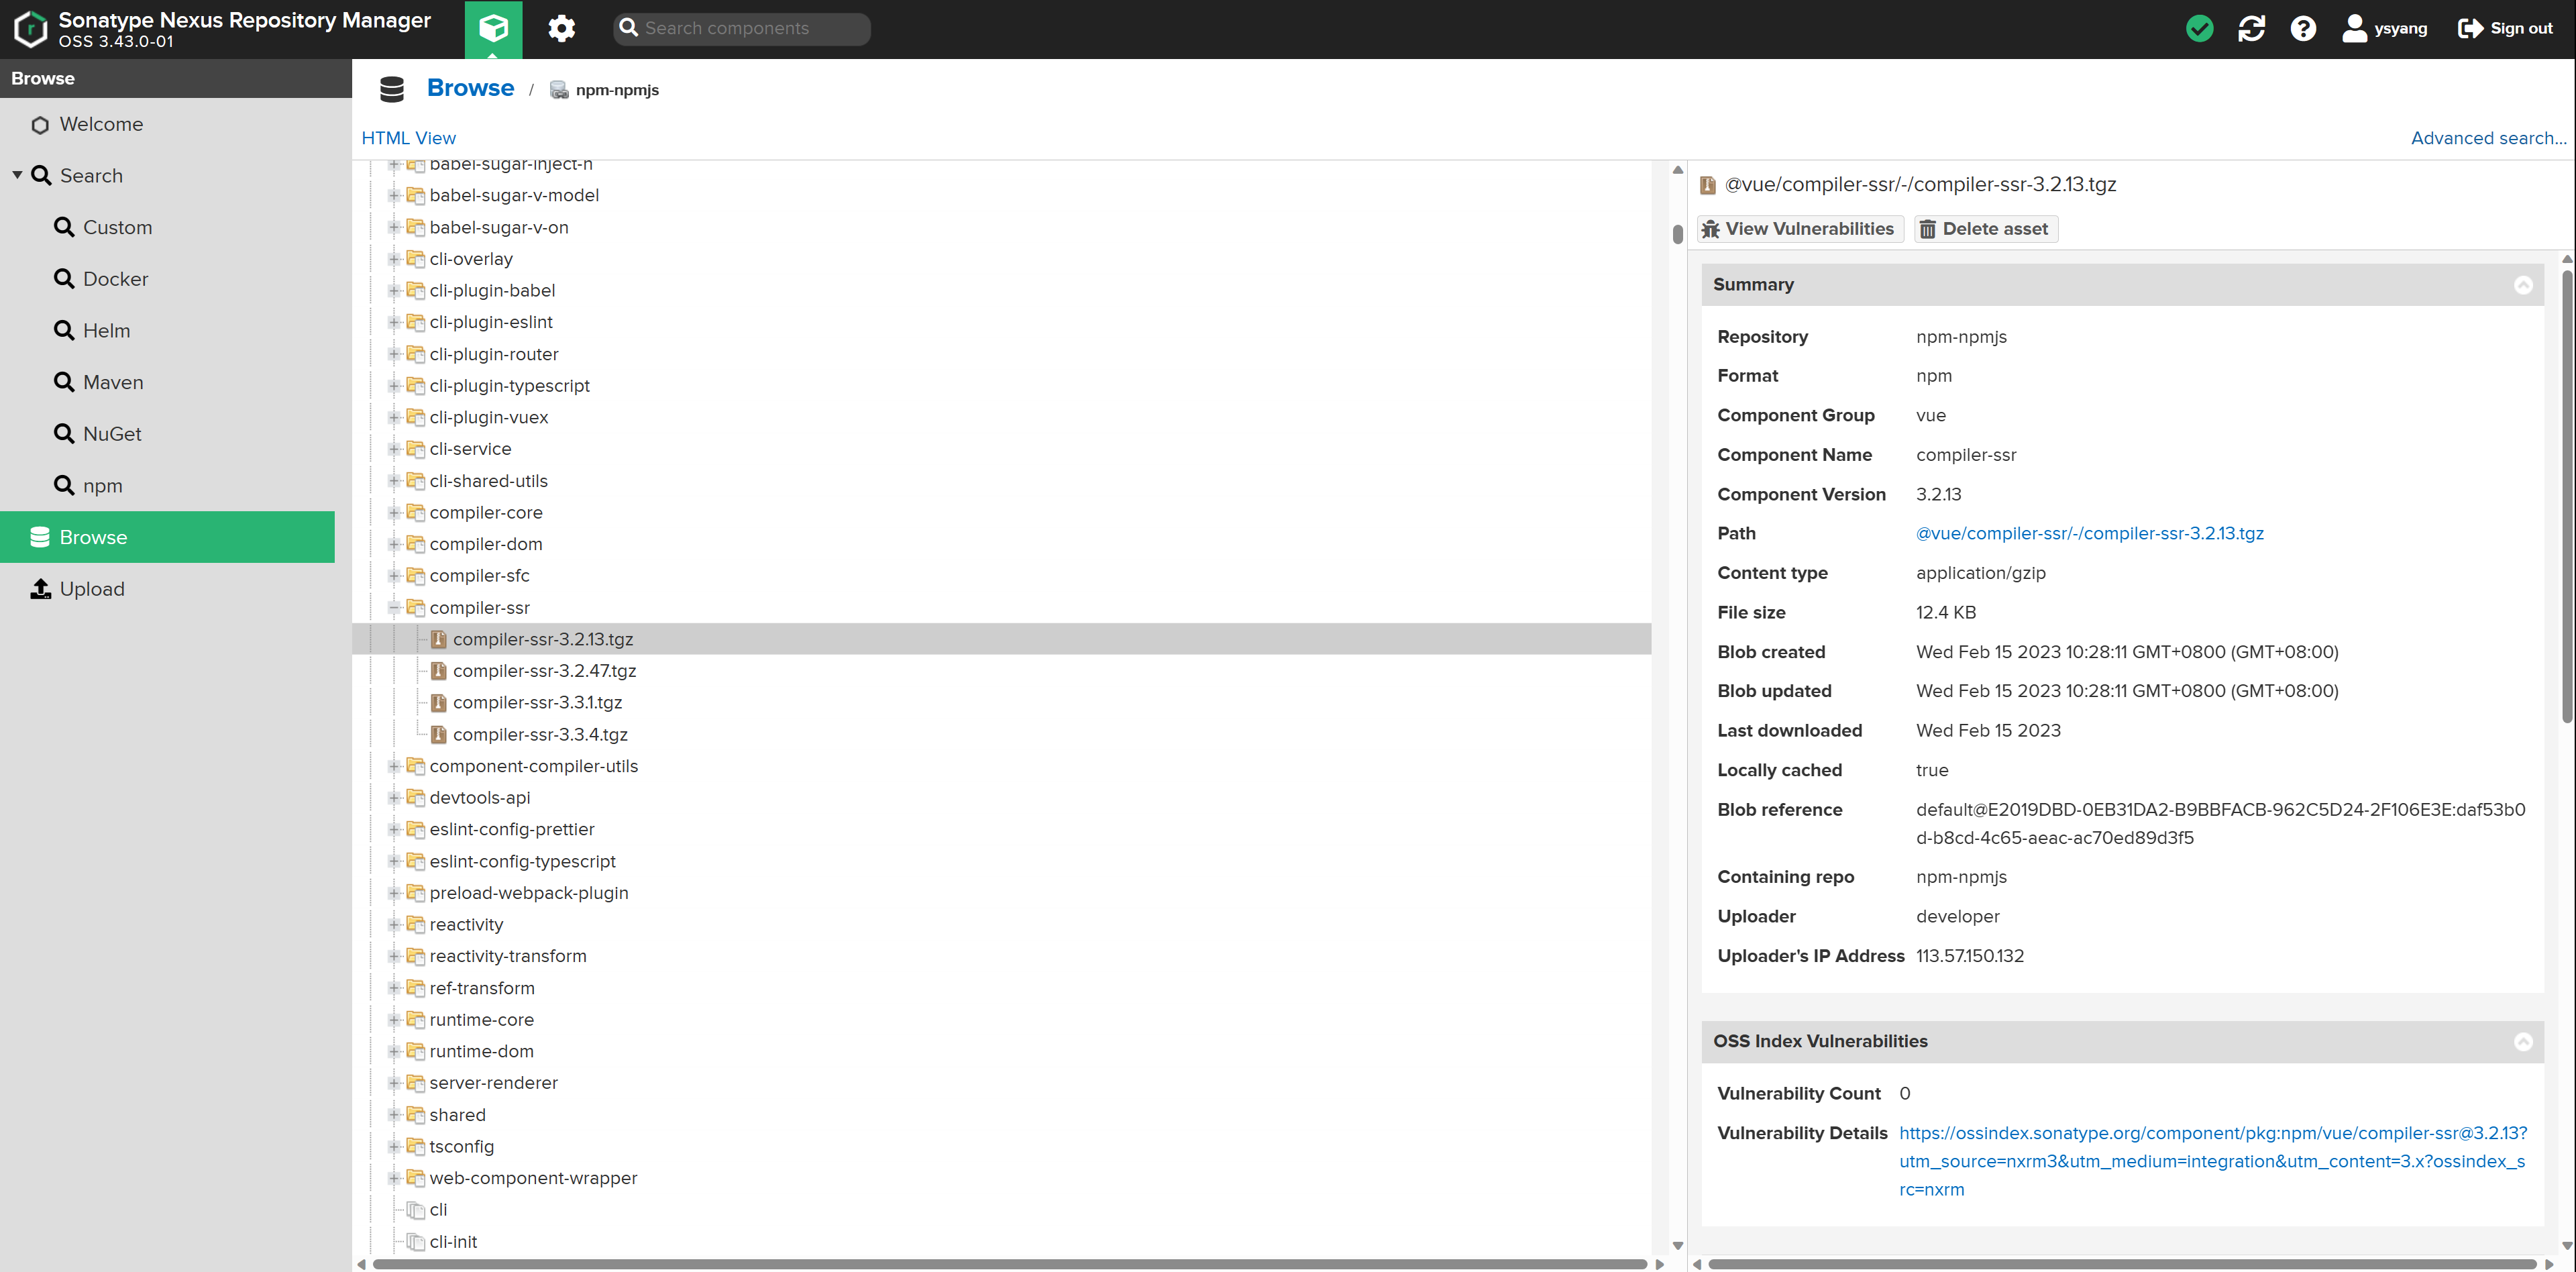 Sonatype Nexus Repository Manager
OSS 3.43.0-01
Search components
ysyang
Sign out
Browse
Welcome
Search
Custom
Docker
Helm
Maven
NuGet
npm
Browse
Upload
Browse / npm-npmjs
HTML View
Advanced search...
babel-sugar-inject-h
babel-sugar-v-model
babel-sugar-v-on
cli-overlay
cli-plugin-babel
cli-plugin-eslint
cli-plugin-router
cli-plugin-typescript
cli-plugin-vuex
cli-service
cli-shared-utils
compiler-core
compiler-dom
compiler-sfc
compiler-ssr
compiler-ssr-3.2.13.tgz
compiler-ssr-3.2.47.tgz
compiler-ssr-3.3.1.tgz
compiler-ssr-3.3.4.tgz
component-compiler-utils
devtools-api
eslint-config-prettier
eslint-config-typescript
preload-webpack-plugin
reactivity
reactivity-transform
ref-transform
runtime-core
runtime-dom
server-renderer
shared
tsconfig
web-component-wrapper
cli
cli-init
@vue/compiler-ssr/-/compiler-ssr-3.2.13.tgz
View Vulnerabilities Delete asset
Summary
Repository npm-npmjs
Format npm
Component Group vue
Component Name compiler-ssr
Component Version 3.2.13
Path @vue/compiler-ssr/-/compiler-ssr-3.2.13.tgz
Content type application/gzip
File size 12.4 KB
Blob created Wed Feb 15 2023 10:28:11 GMT+0800 (GMT+08:00)
Blob updated Wed Feb 15 2023 10:28:11 GMT+0800 (GMT+08:00)
Last downloaded Wed Feb 15 2023
Locally cached true
Blob reference default@E2019DBD-0EB31DA2-B9BBFACB-962C5D24-2F106E3E:daf53b0
d-b8cd-4c65-aeac-ac70ed89d3f5
Containing repo npm-npmjs
Uploader developer
Uploader's IP Address 113.57.150.132
OSS Index Vulnerabilities
Vulnerability Count 0
Vulnerability Details https://ossindex.sonatype.org/component/pkg:npm/vue/compiler-ssr@3.2.13?
utm_source=nxrm3&utm_medium=integration&utm_content=3.x?ossindex_s
rc=nxrm